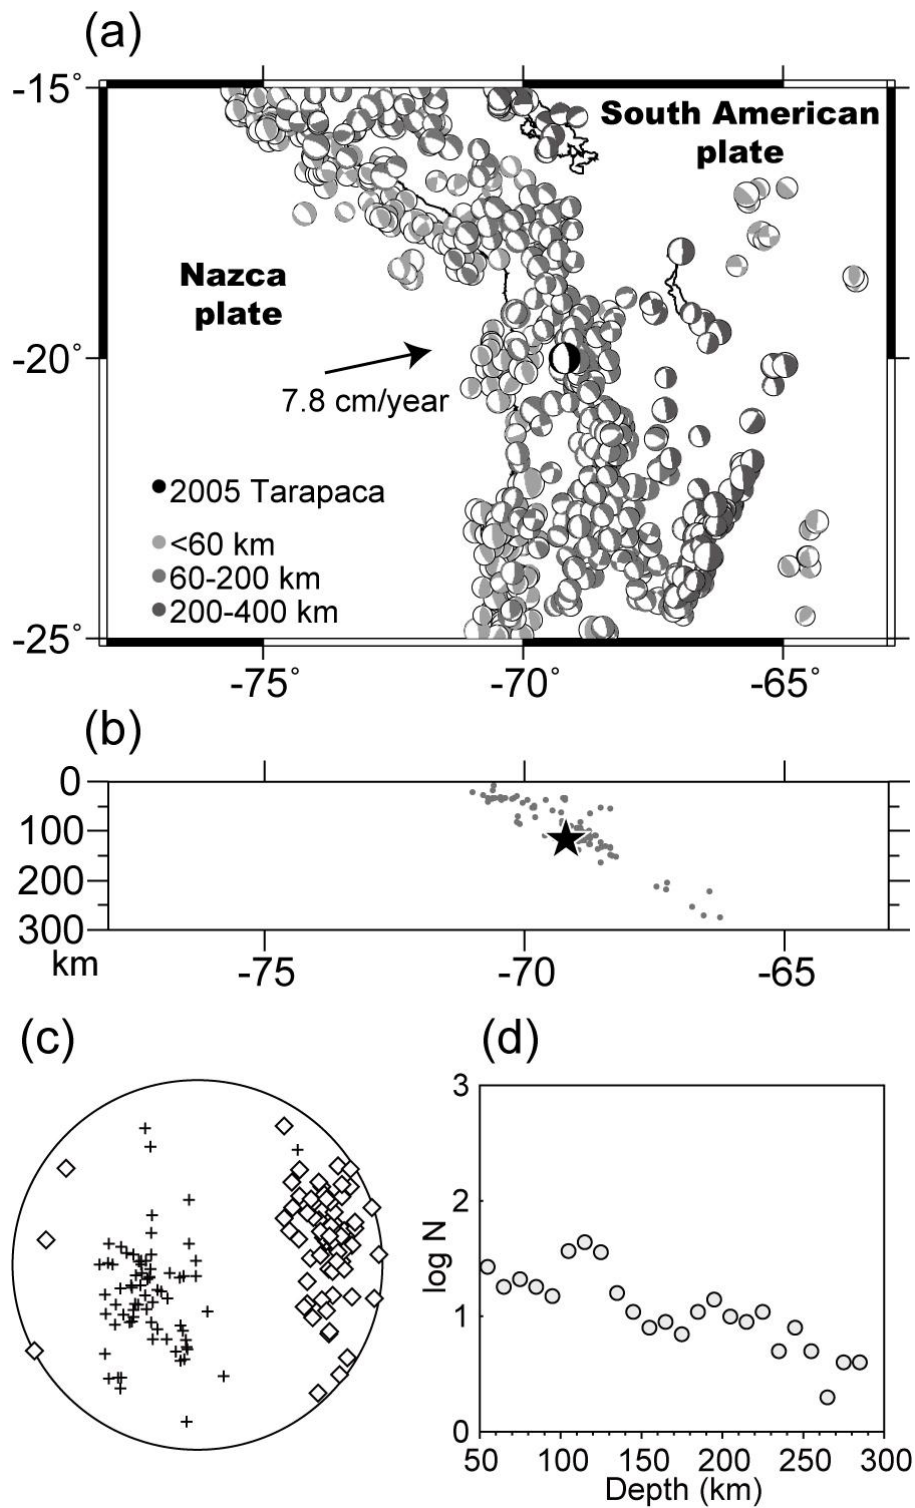 (a)
-15°
South American
plate
Nazca
plate
-20°
7.8 cm/year
2005 Tarapaca
<60 km
60-200 km
200-400 km
-25°
-75° -70° -65°
(b)
0
100
200
300
km
-75 -70 -65
(c) (d)
3
2
log N
1
0
50 100 150 200 250 300
Depth (km)